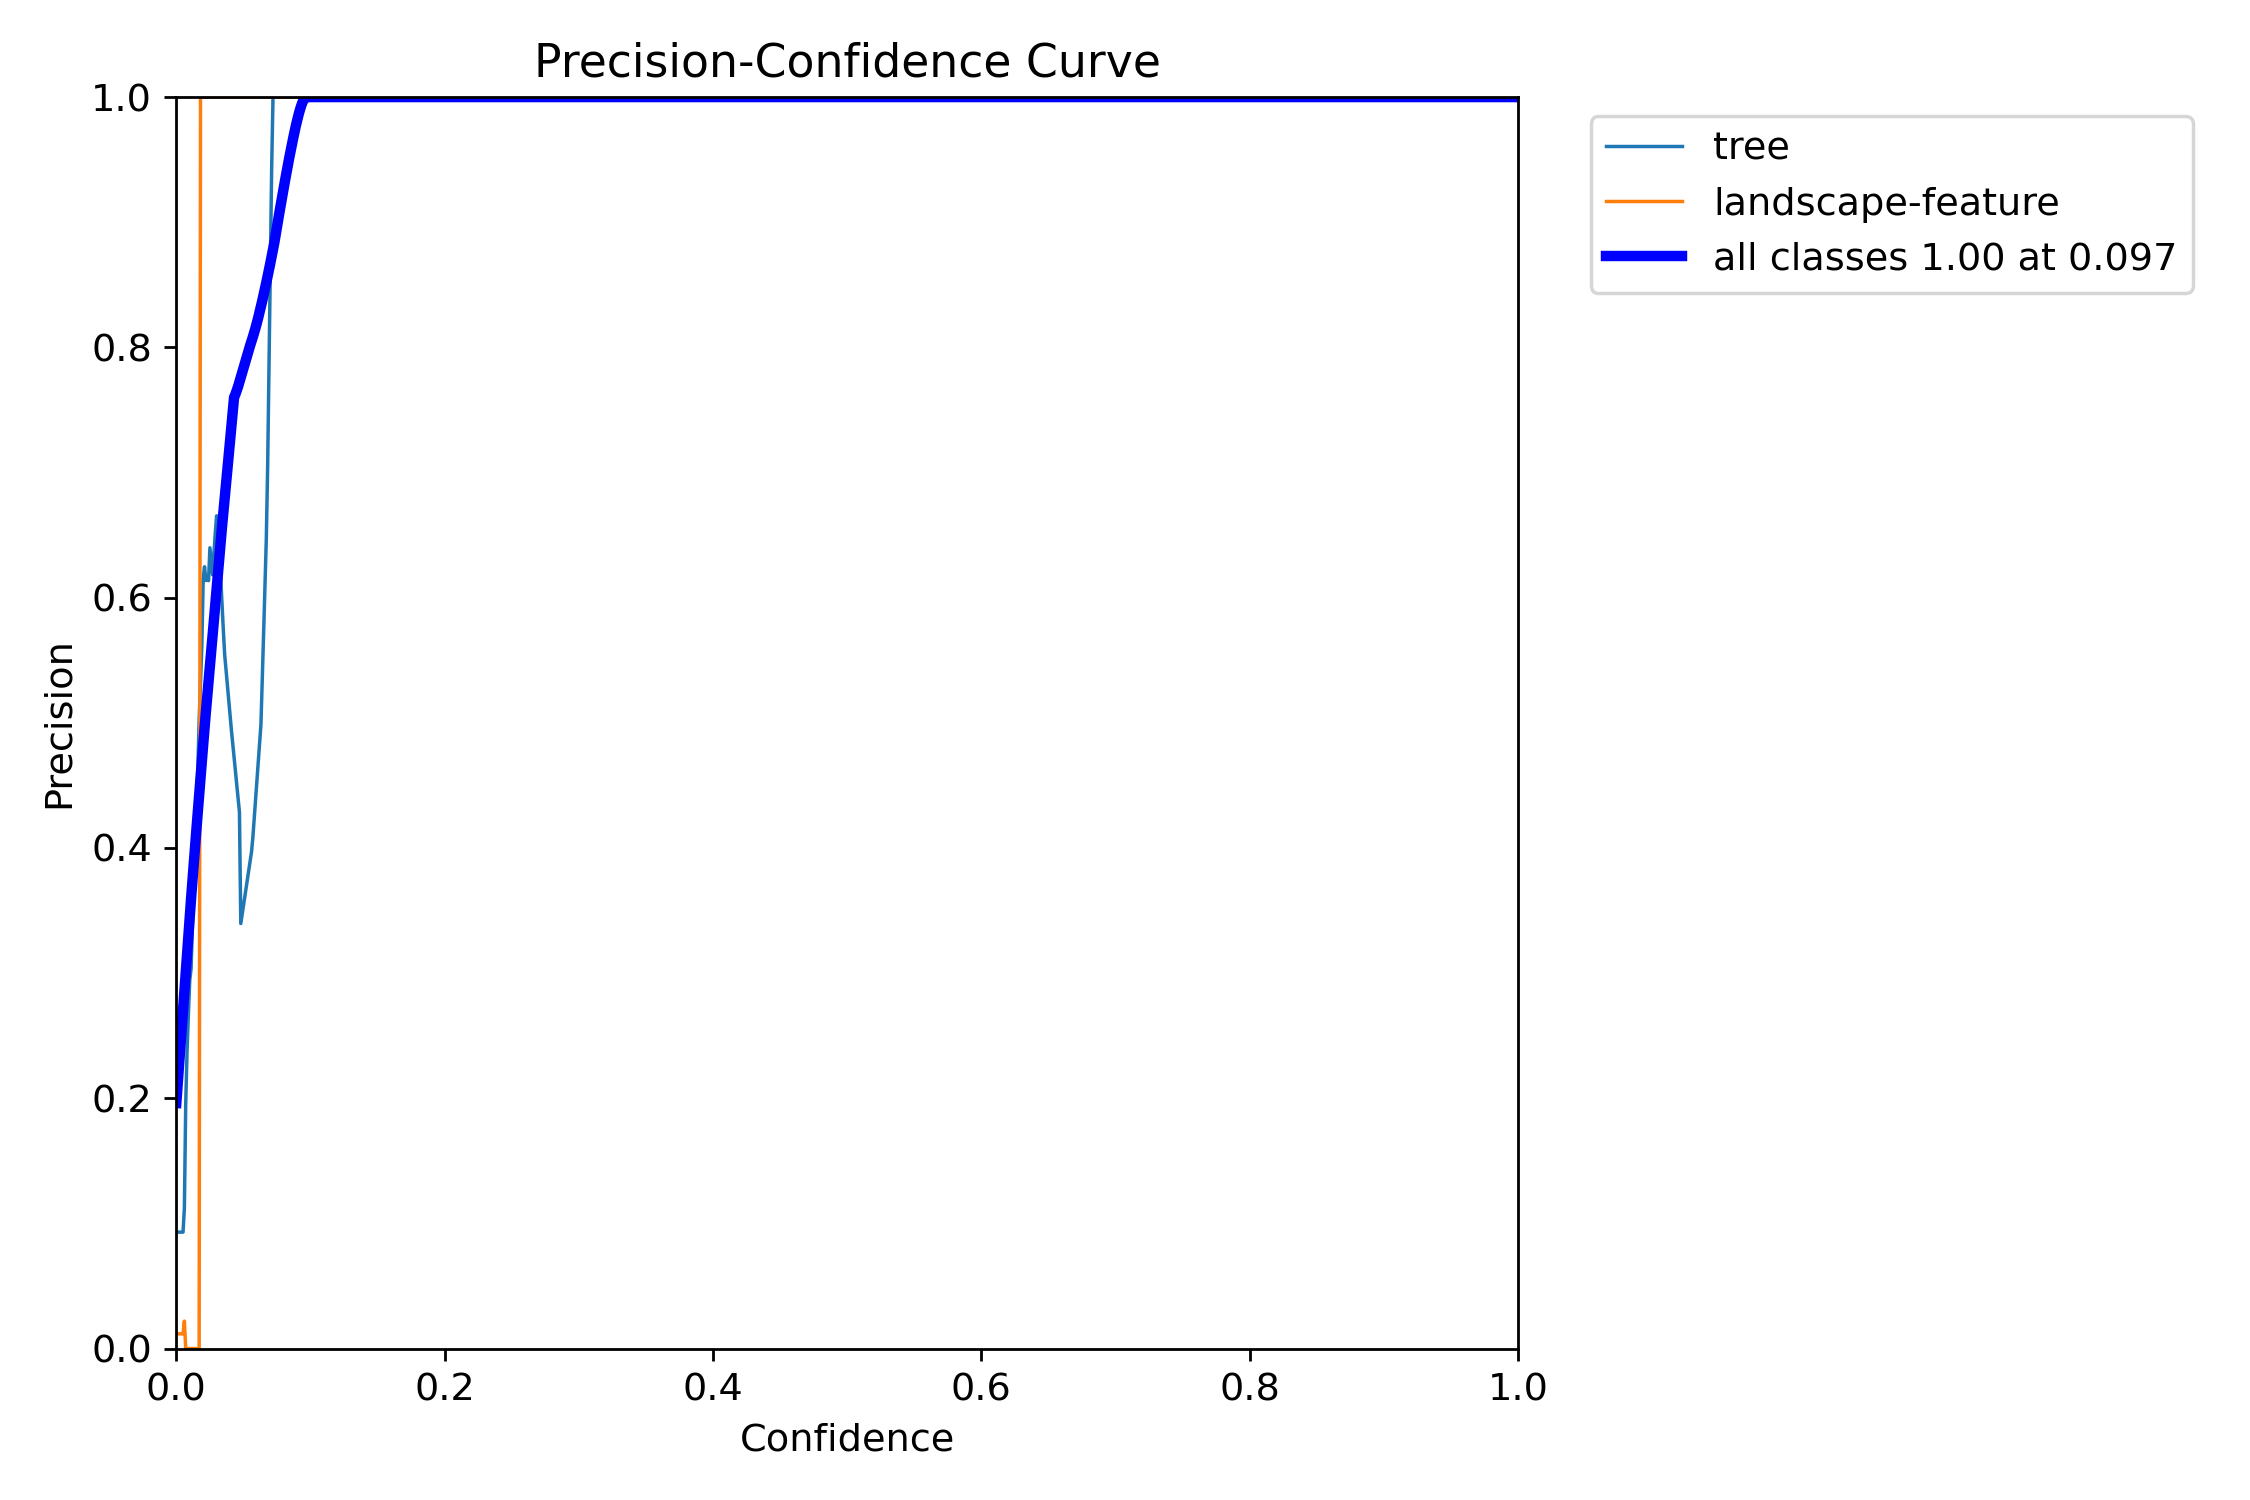 Precision-Confidence Curve
1.0
0.8
0.6
0.4
0.2
0.0
Precision
0.0 0.2 0.4 0.6 0.8 1.0
Confidence
tree
landscape-feature
all classes 1.00 at 0.097